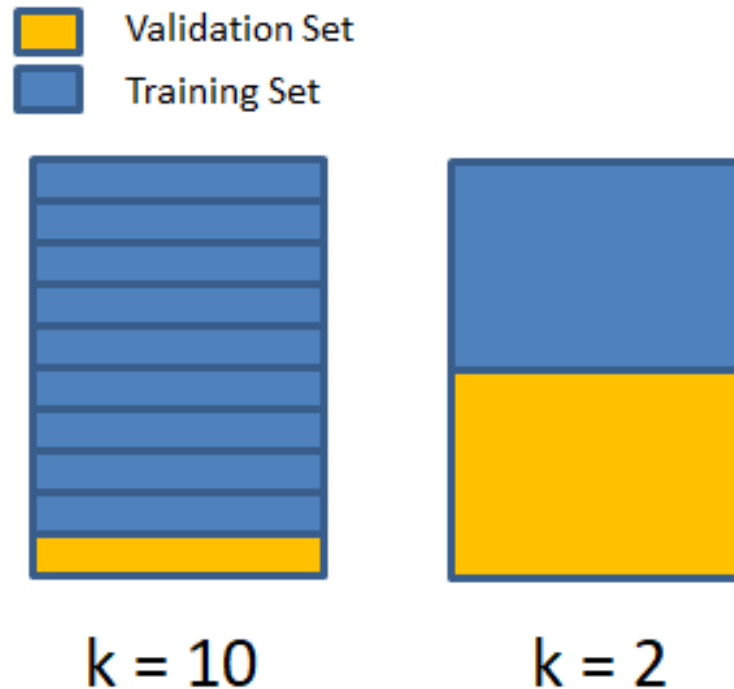 Validation Set
Training Set
k = 10
k = 2